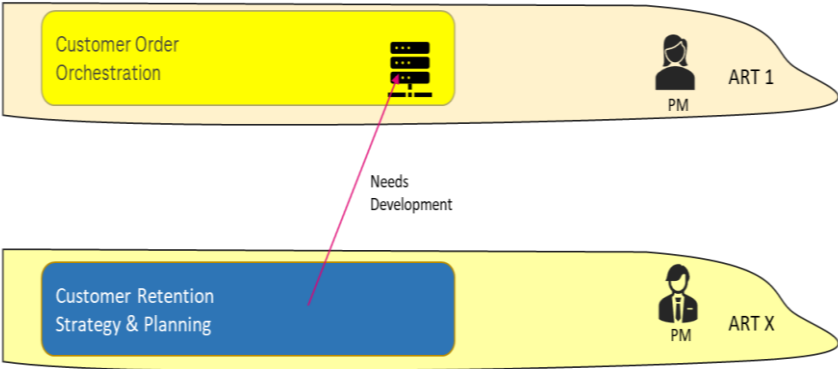 Customer Order
Orchestration
PM
ART 1
Needs
Development
Customer Retention
Strategy & Planning
PM
ART X